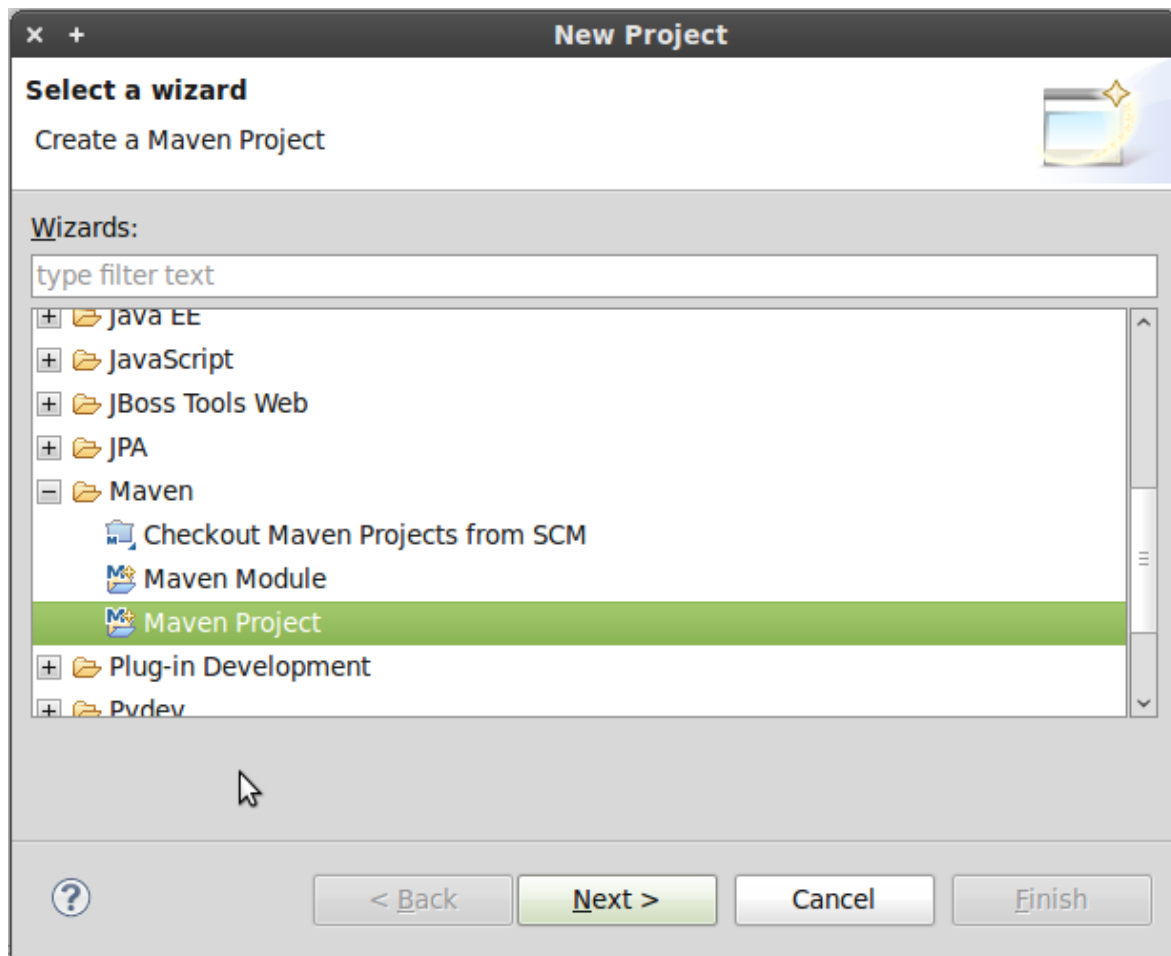 New Project
Select a wizard
Create a Maven Project
Wizards:
type filter text
Java EE
JavaScript
JBoss Tools Web
JPA
Maven
Checkout Maven Projects from SCM
Maven Module
Maven Project
Plug-in Development
Pydev
< Back Next > Cancel Finish